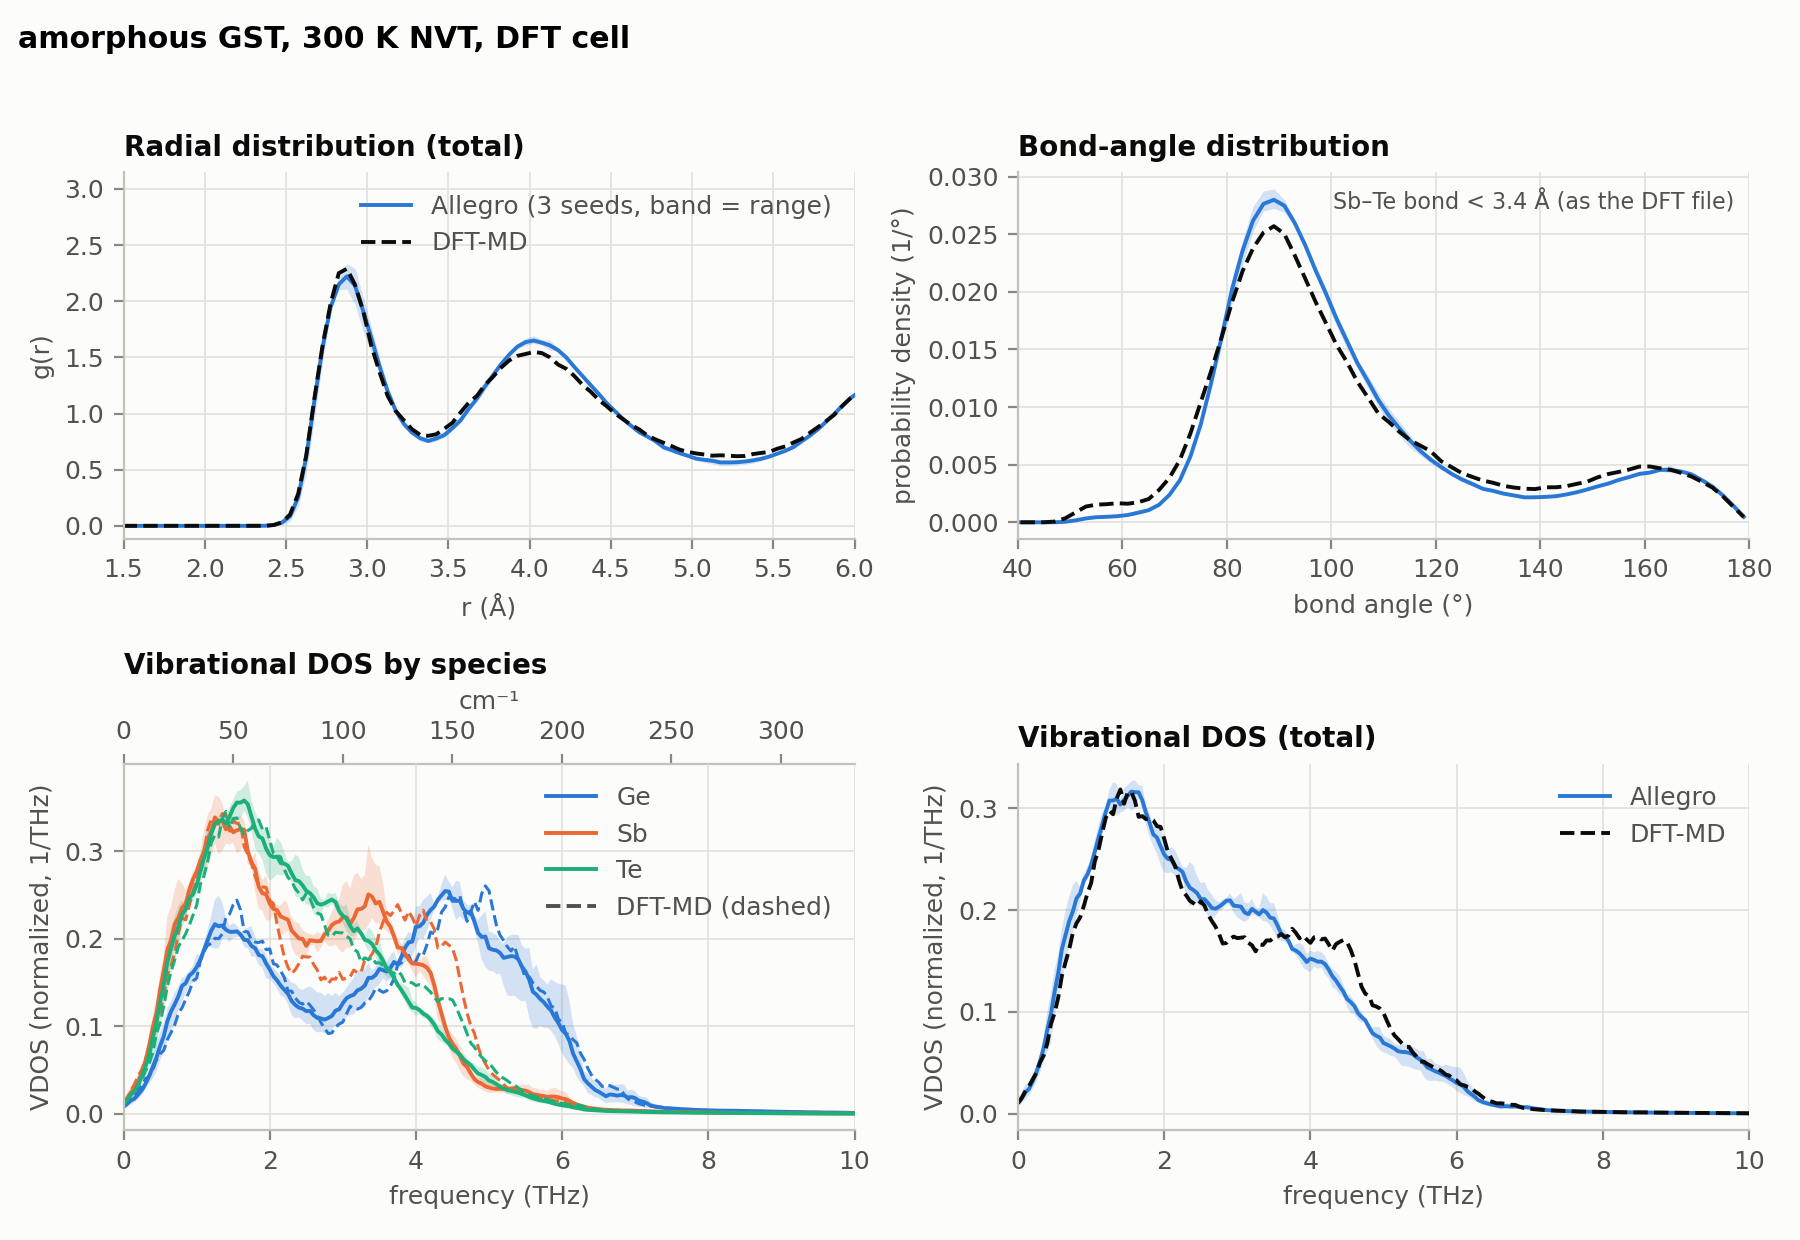 amorphous GST, 300 K NVT, DFT cell
Radial distribution (total)
g(r)
3.0
2.5
2.0
1.5
1.0
0.5
0.0
Allegro (3 seeds, band = range)
DFT-MD
1.5 2.0 2.5 3.0 3.5 4.0 4.5 5.0 5.5 6.0
r (Å)
Bond-angle distribution
probability density (1/°)
0.030
0.025
0.020
0.015
0.010
0.005
0.000
Sb–Te bond < 3.4 Å (as the DFT file)
40 60 80 100 120 140 160 180
bond angle (°)
Vibrational DOS by species
cm⁻¹
0 50 100 150 200 250 300
VDOS (normalized, 1/THz)
0.3
0.2
0.1
0.0
Ge
Sb
Te
DFT-MD (dashed)
0 2 4 6 8 10
frequency (THz)
Vibrational DOS (total)
VDOS (normalized, 1/THz)
0.3
0.2
0.1
0.0
Allegro
DFT-MD
0 2 4 6 8 10
frequency (THz)